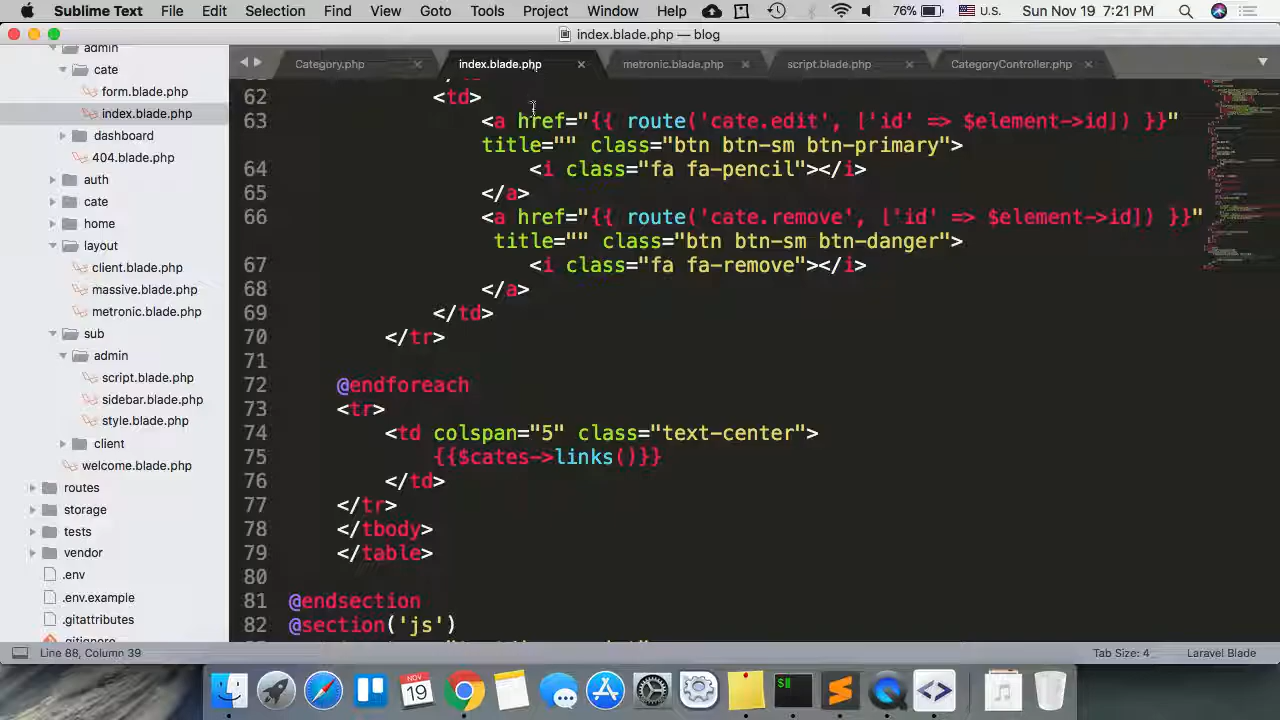 Sublime Text File Edit Selection Find View Goto Tools Project Window Help 76% U.S. Sun Nov 19 7:21 PM
index.blade.php — blog
admin
cate
form.blade.php
index.blade.php
dashboard
404.blade.php
auth
cate
home
layout
client.blade.php
massive.blade.php
metronic.blade.php
sub
admin
script.blade.php
sidebar.blade.php
style.blade.php
client
welcome.blade.php
routes
storage
tests
vendor
.env
.env.example
.gitattributes
.gitignore
Category.php index.blade.php metronic.blade.php script.blade.php CategoryController.php
62 <td>
63 <a href="{{ route('cate.edit', ['id' => $element->id]) }}"
title="" class="btn btn-sm btn-primary">
64 <i class="fa fa-pencil"></i>
65 </a>
66 <a href="{{ route('cate.remove', ['id' => $element->id]) }}"
title="" class="btn btn-sm btn-danger">
67 <i class="fa fa-remove"></i>
68 </a>
69 </td>
70 </tr>
71
72 @endforeach
73 <tr>
74 <td colspan="5" class="text-center">
75 {{$cates->links()}}
76 </td>
77 </tr>
78 </tbody>
79 </table>
80
81 @endsection
82 @section('js')
Line 88, Column 39 Tab Size: 4 Laravel Blade
NOV
19